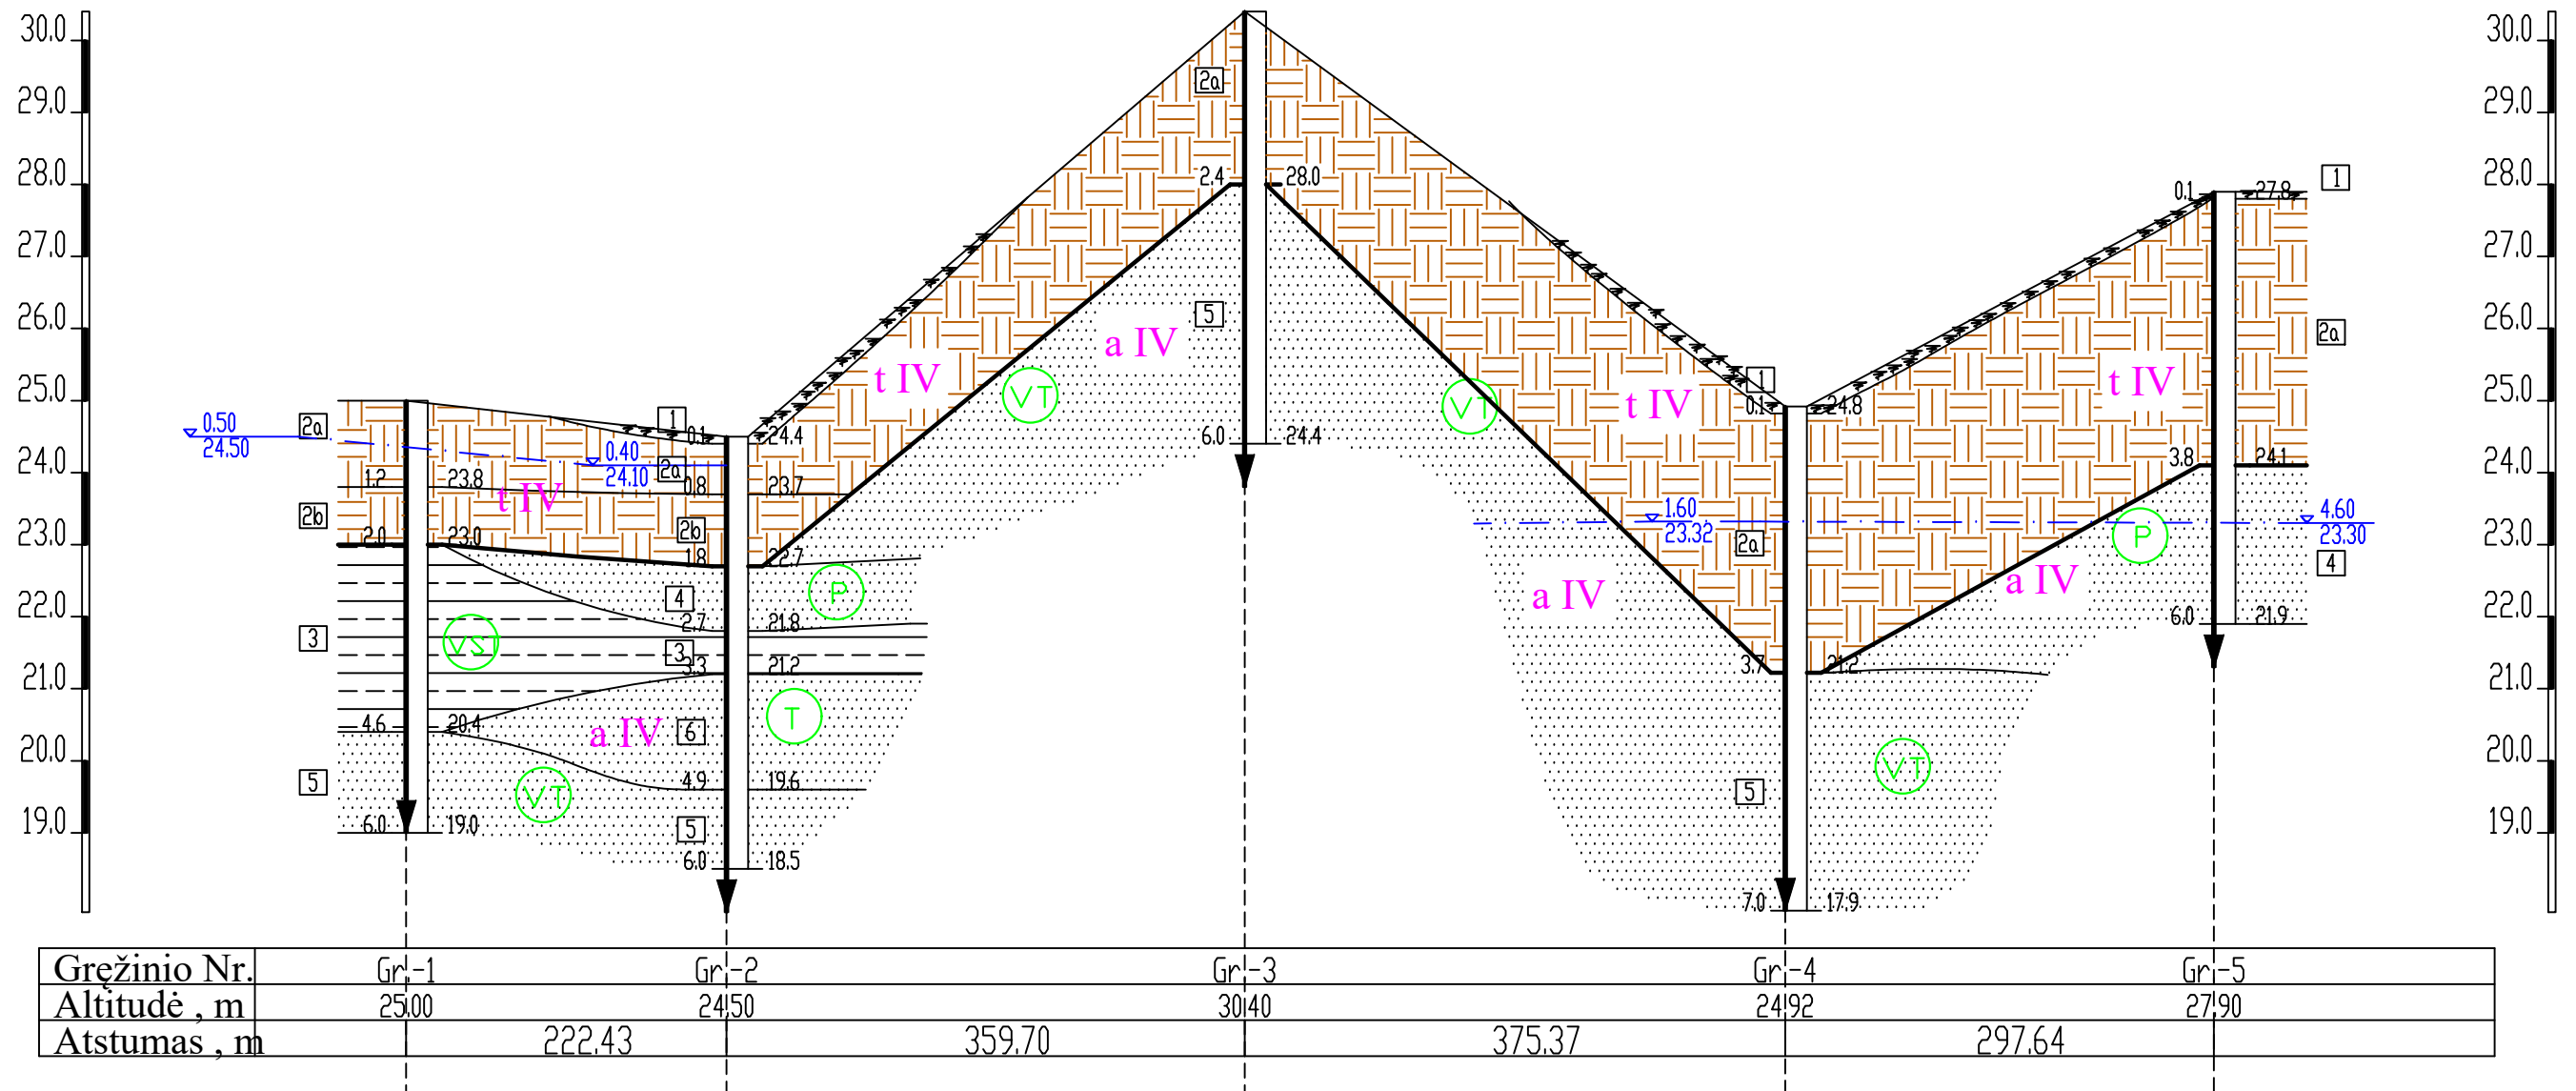 30.0 30.0
29.0 29.0
28.0 28.0
27.0 27.0
26.0 26.0
25.0 25.0
24.0 24.0
23.0 23.0
22.0 22.0
21.0 21.0
20.0 20.0
19.0 19.0
0.50
24.50
2a
2b
3
5
1.2 23.8
2.0 23.0
4.6 20.4
6.0 19.0
t IV
VST
VT
a IV
0.40
24.10
1
2a
2b
4
3
6
5
0.1 24.4
0.8 23.7
1.8 22.7
2.7 21.8
3.3 21.2
4.9 19.6
6.0 18.5
P
T
t IV
VT
a IV
2a
5
2.4 28.0
6.0 24.4
VT
t IV
a IV
1.60
23.32
1
2a
5
0.1 24.8
3.7 21.2
7.0 17.9
VT
t IV
a IV
P
0.1 27.8
3.8 24.1
6.0 21.9
1
2a
4
4.60
23.30
Gręžinio Nr. Gr.-1 Gr.-2 Gr.-3 Gr.-4 Gr.-5
Altitudė , m 25.00 24.50 30.40 24.92 27.90
Atstumas , m 222.43 359.70 375.37 297.64